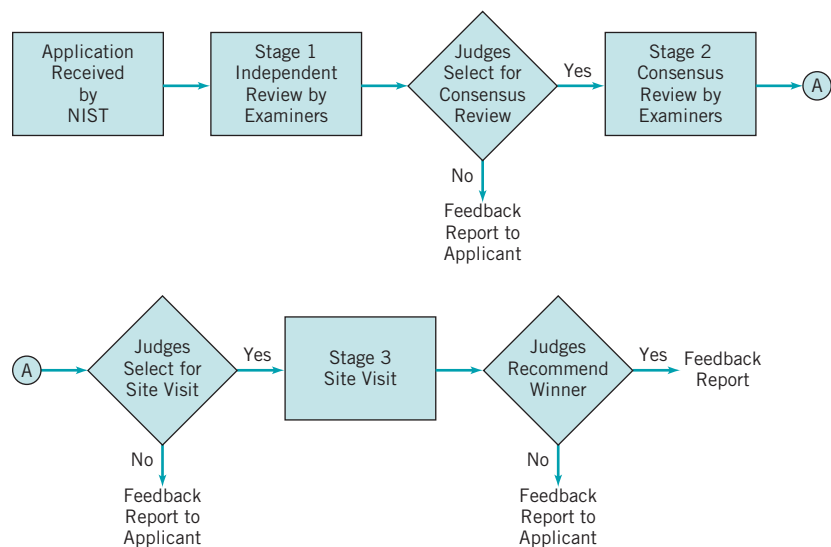 Application
Received
by
NIST
Stage 1
Independent
Review by
Examiners
Judges
Select for
Consensus
Review
Yes
No
Feedback
Report to
Applicant
Stage 2
Consensus
Review by
Examiners
A
A
Judges
Select for
Site Visit
Yes
No
Feedback
Report to
Applicant
Stage 3
Site Visit
Judges
Recommend
Winner
Yes
Feedback
Report
No
Feedback
Report to
Applicant